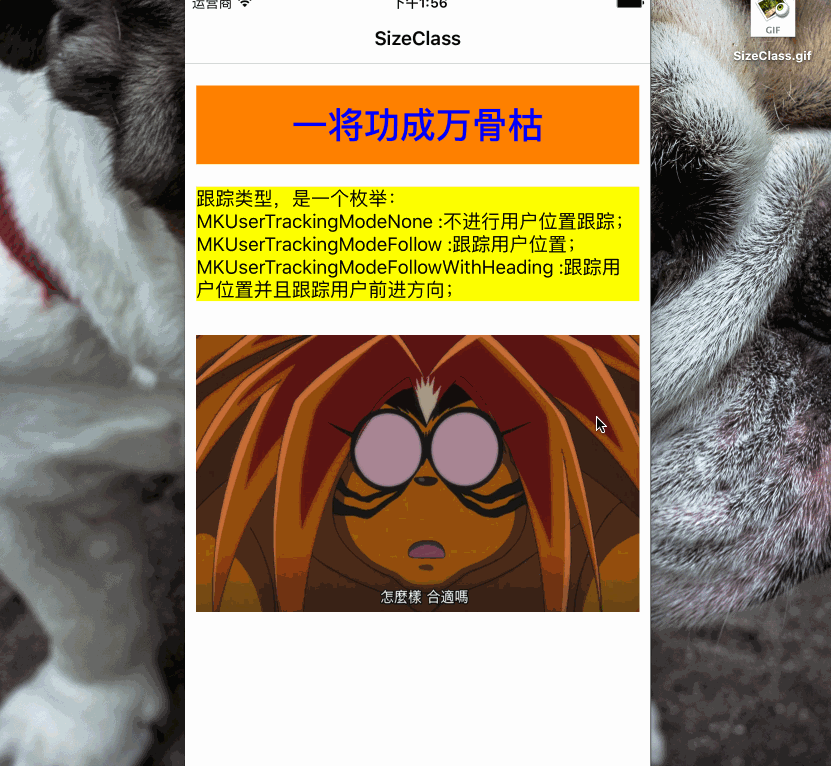 运营商
下午1:56
GIF
SizeClass.gif
SizeClass
一将功成万骨枯
跟踪类型，是一个枚举：
MKUserTrackingModeNone :不进行用户位置跟踪；
MKUserTrackingModeFollow :跟踪用户位置；
MKUserTrackingModeFollowWithHeading :跟踪用
户位置并且跟踪用户前进方向；
怎麼樣 合適嗎